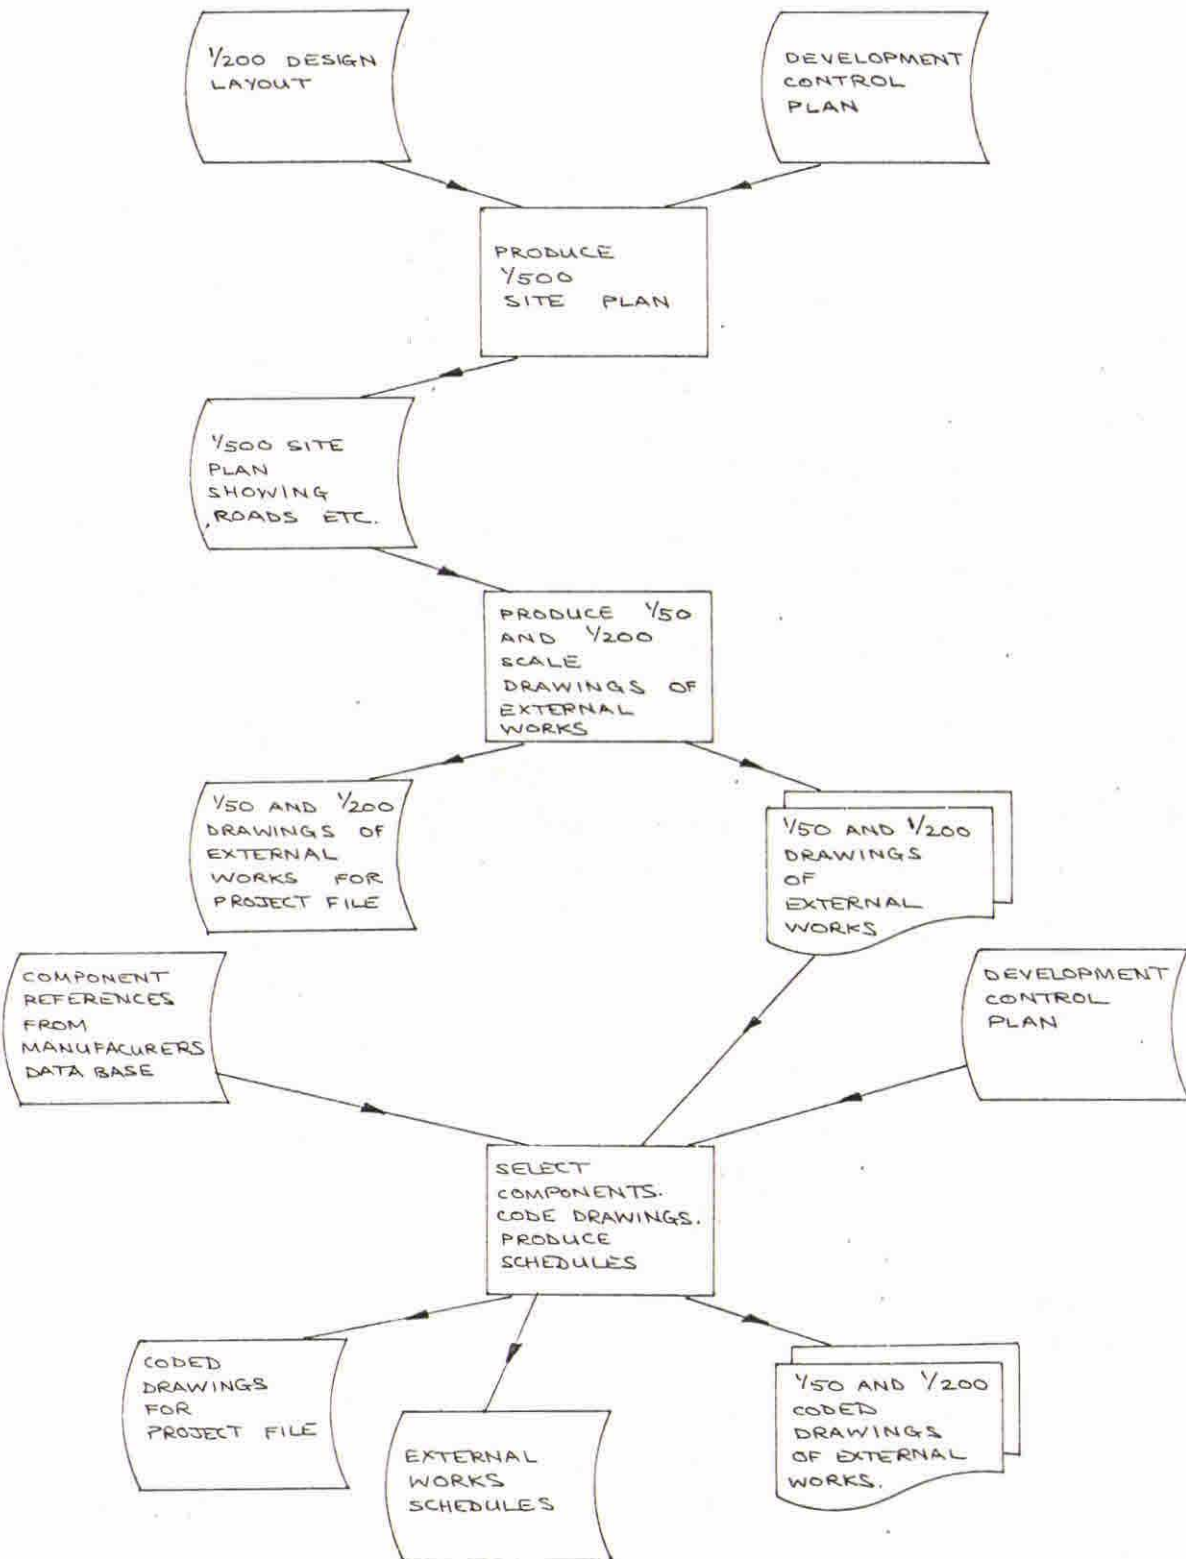 1/200 DESIGN
LAYOUT
DEVELOPMENT
CONTROL
PLAN
PRODUCE
1/500
SITE PLAN
1/500 SITE
PLAN
SHOWING
ROADS ETC.
PRODUCE 1/50
AND 1/200
SCALE
DRAWINGS OF
EXTERNAL
WORKS
1/50 AND 1/200
DRAWINGS OF
EXTERNAL
WORKS FOR
PROJECT FILE
1/50 AND 1/200
DRAWINGS
OF
EXTERNAL
WORKS
COMPONENT
REFERENCES
FROM
MANUFACURERS
DATA BASE
DEVELOPMENT
CONTROL
PLAN
SELECT
COMPONENTS.
CODE DRAWINGS.
PRODUCE
SCHEDULES
CODED
DRAWINGS
FOR
PROJECT FILE
EXTERNAL
WORKS
SCHEDULES
1/50 AND 1/200
CODED
DRAWINGS
OF EXTERNAL
WORKS.